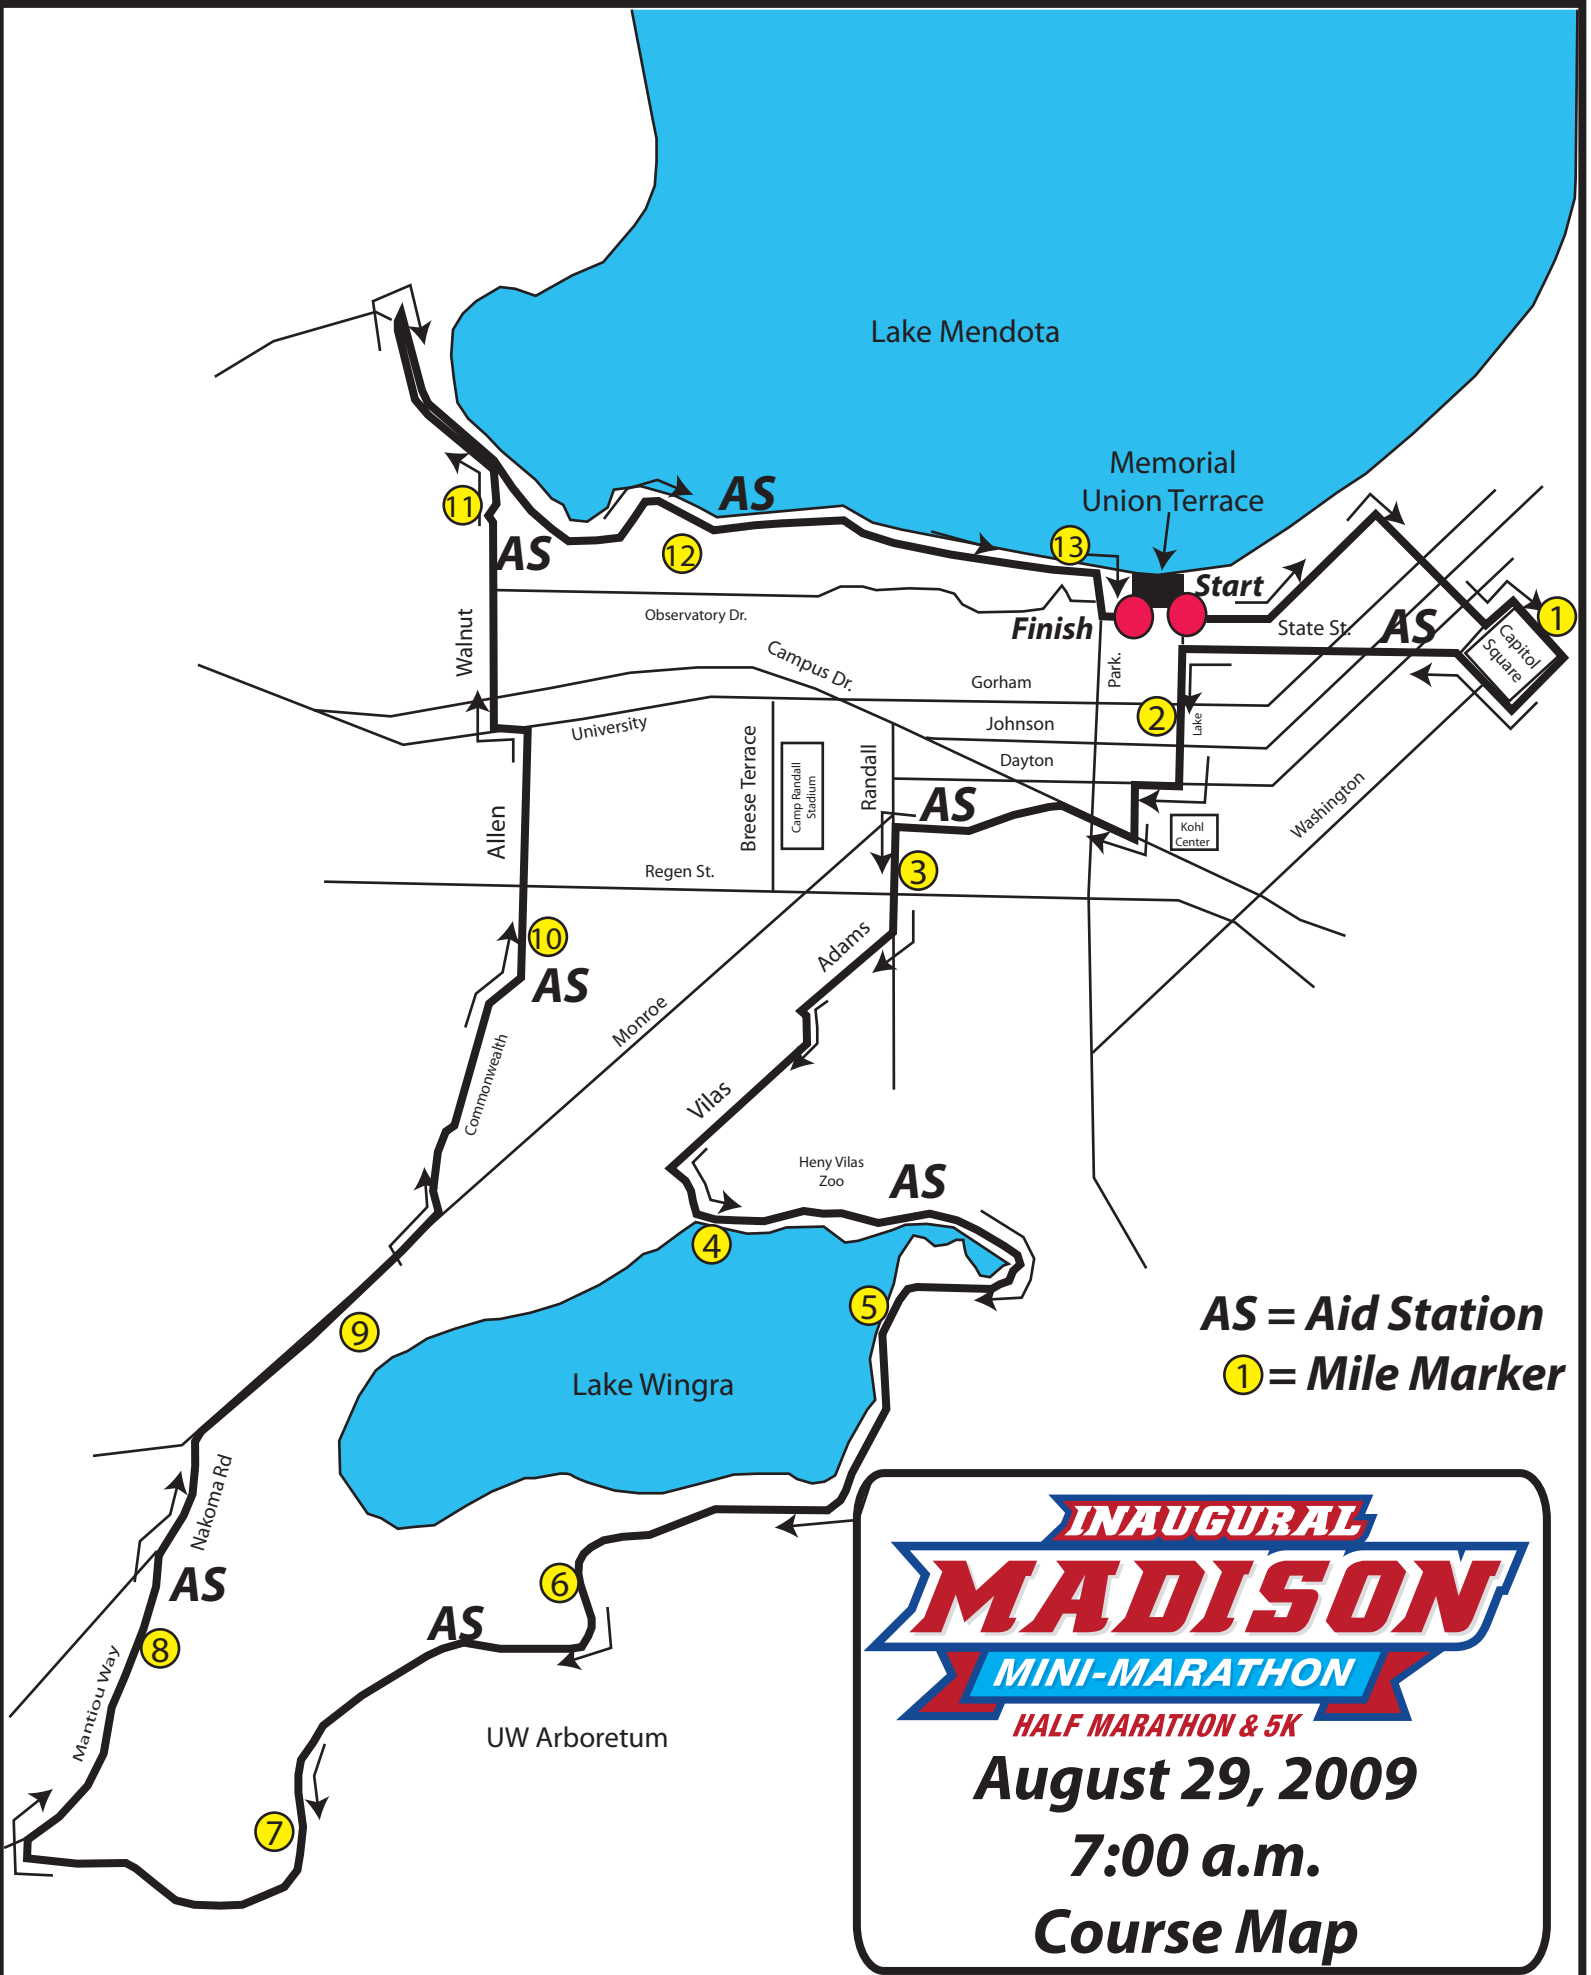 Lake Mendota
Memorial
Union Terrace
AS
11
12
13
AS
Start
Finish
State St.
AS
1
Capitol
Square
Observatory Dr.
Walnut
Campus Dr.
Park.
Gorham
2
Lake
Johnson
University
Dayton
Breese Terrace
Camp Randall
Stadium
Randall
AS
Washington
Kohl
Center
Allen
Regen St.
3
10
Adams
AS
Monroe
Commonwealth
Vilas
Heny Vilas
Zoo
AS
4
5
9
AS = Aid Station
1 = Mile Marker
Lake Wingra
Nakoma Rd
AS
6
AS
8
Mantiou Way
UW Arboretum
7
INAUGURAL
MADISON
MINI-MARATHON
HALF MARATHON & 5K
August 29, 2009
7:00 a.m.
Course Map